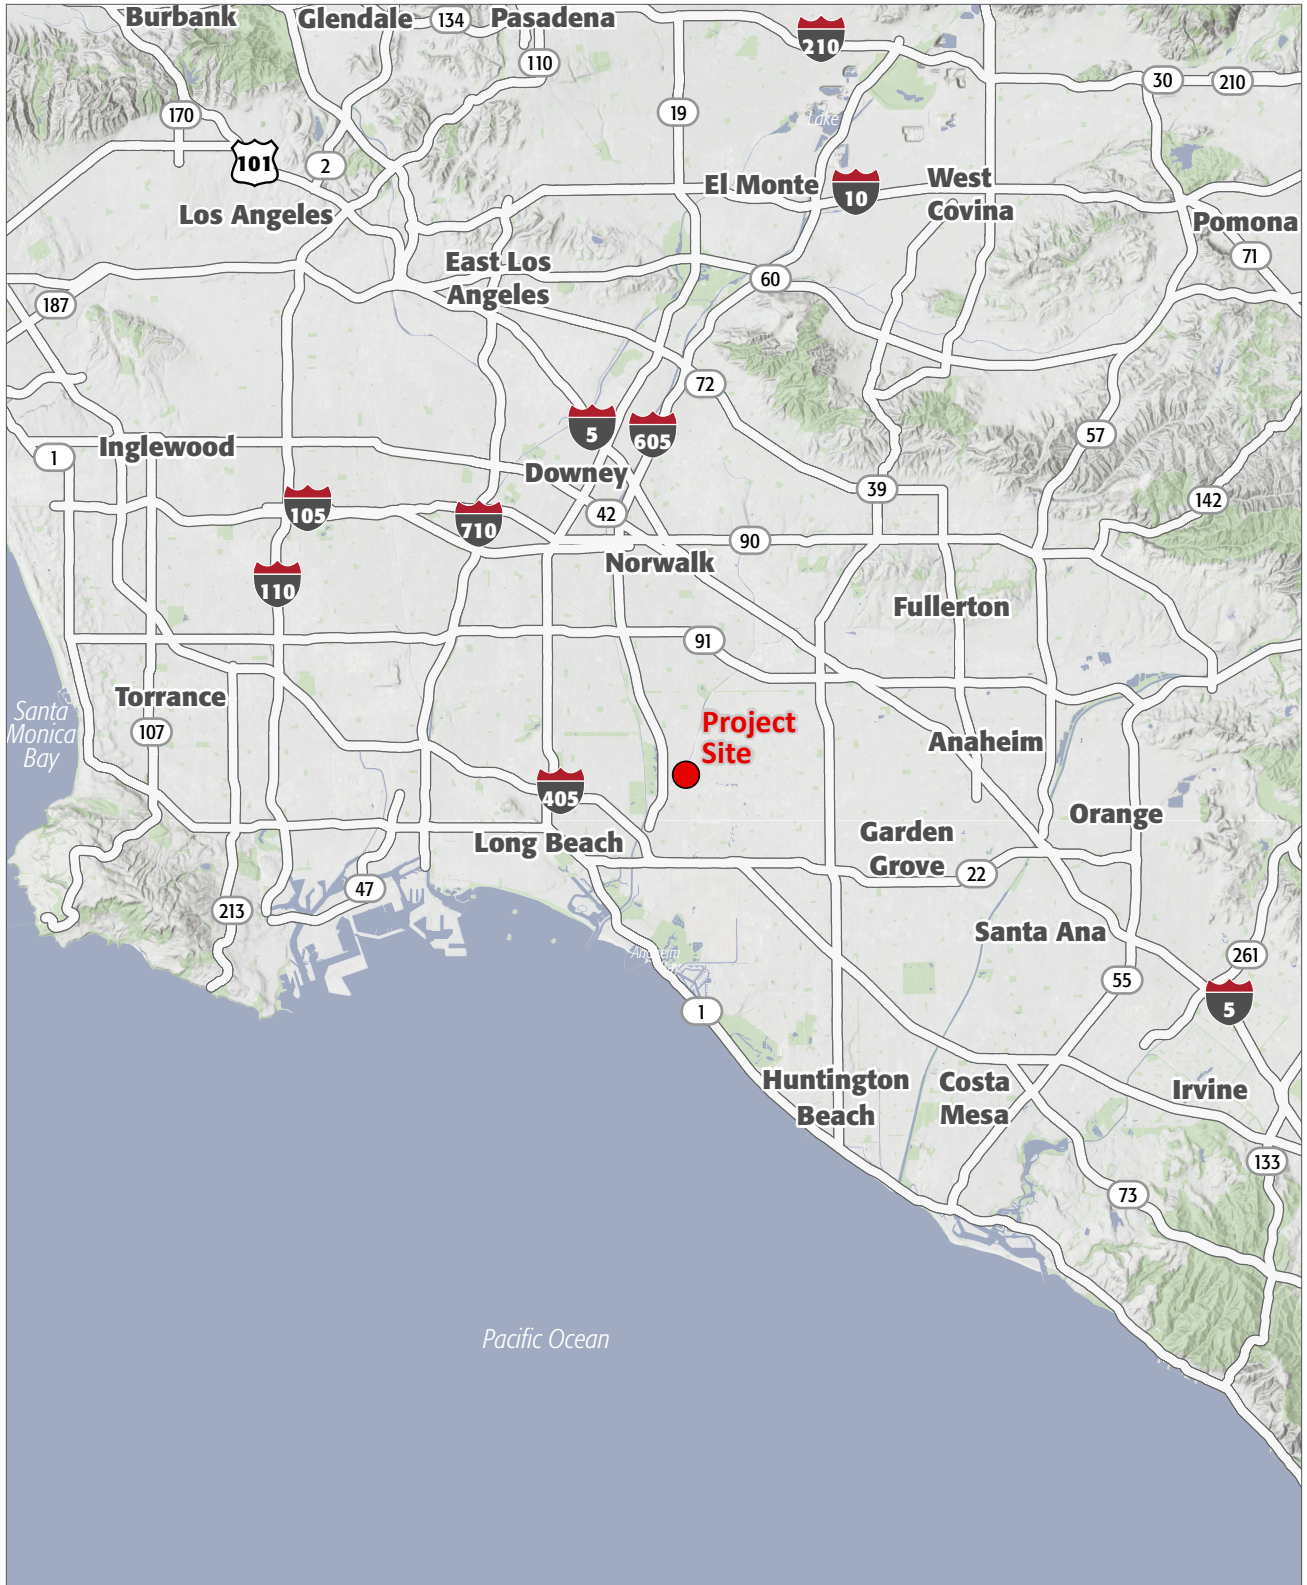 Burbank
Glendale
134
Pasadena
210
110
170
19
30
210
Lake
101
2
El Monte
10
West
Covina
Los Angeles
Pomona
71
East Los
Angeles
60
187
72
5
605
57
Inglewood
1
Downey
39
142
105
710
42
90
Norwalk
110
Fullerton
91
Torrance
Santa
Monica
Bay
107
Project
Site
Anaheim
405
Orange
Long Beach
Garden
Grove
22
47
213
Santa Ana
Anaheim
Bay
261
55
5
1
Huntington
Beach
Costa
Mesa
Irvine
133
73
Pacific Ocean